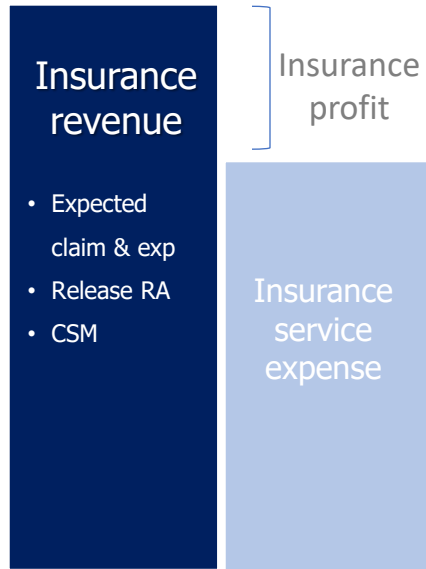 Insurance
revenue
• Expected
claim & exp
• Release RA
• CSM
Insurance
profit
Insurance
service
expense